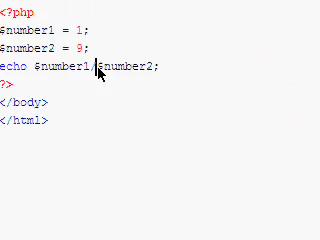 <?php
$number1 = 1;
$number2 = 9;
echo $number1/$number2;
?>
</body>
</html>